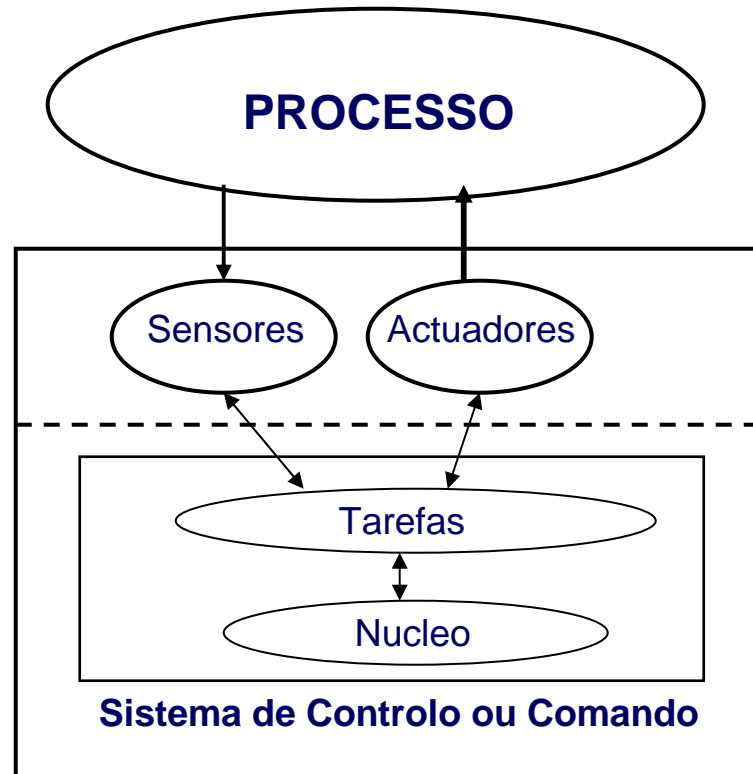 PROCESSO
Sensores
Actuadores
Tarefas
Nucleo
Sistema de Controlo ou Comando